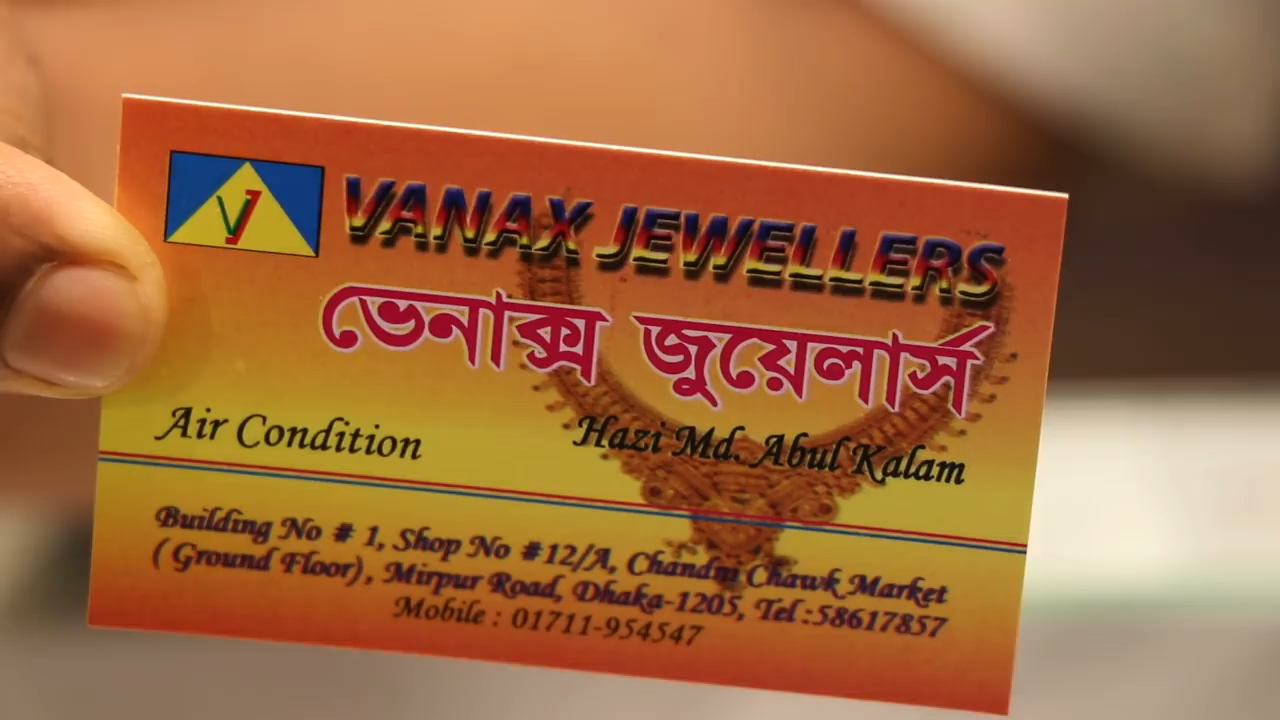 VJ
VANAX JEWELLERS
ভেনাক্স জুয়েলার্স
Air Condition
Hazi Md. Abul Kalam
Building No # 1, Shop No #12/A, Chandni Chawk Market
( Ground Floor), Mirpur Road, Dhaka-1205, Tel :58617857
Mobile : 01711-954547